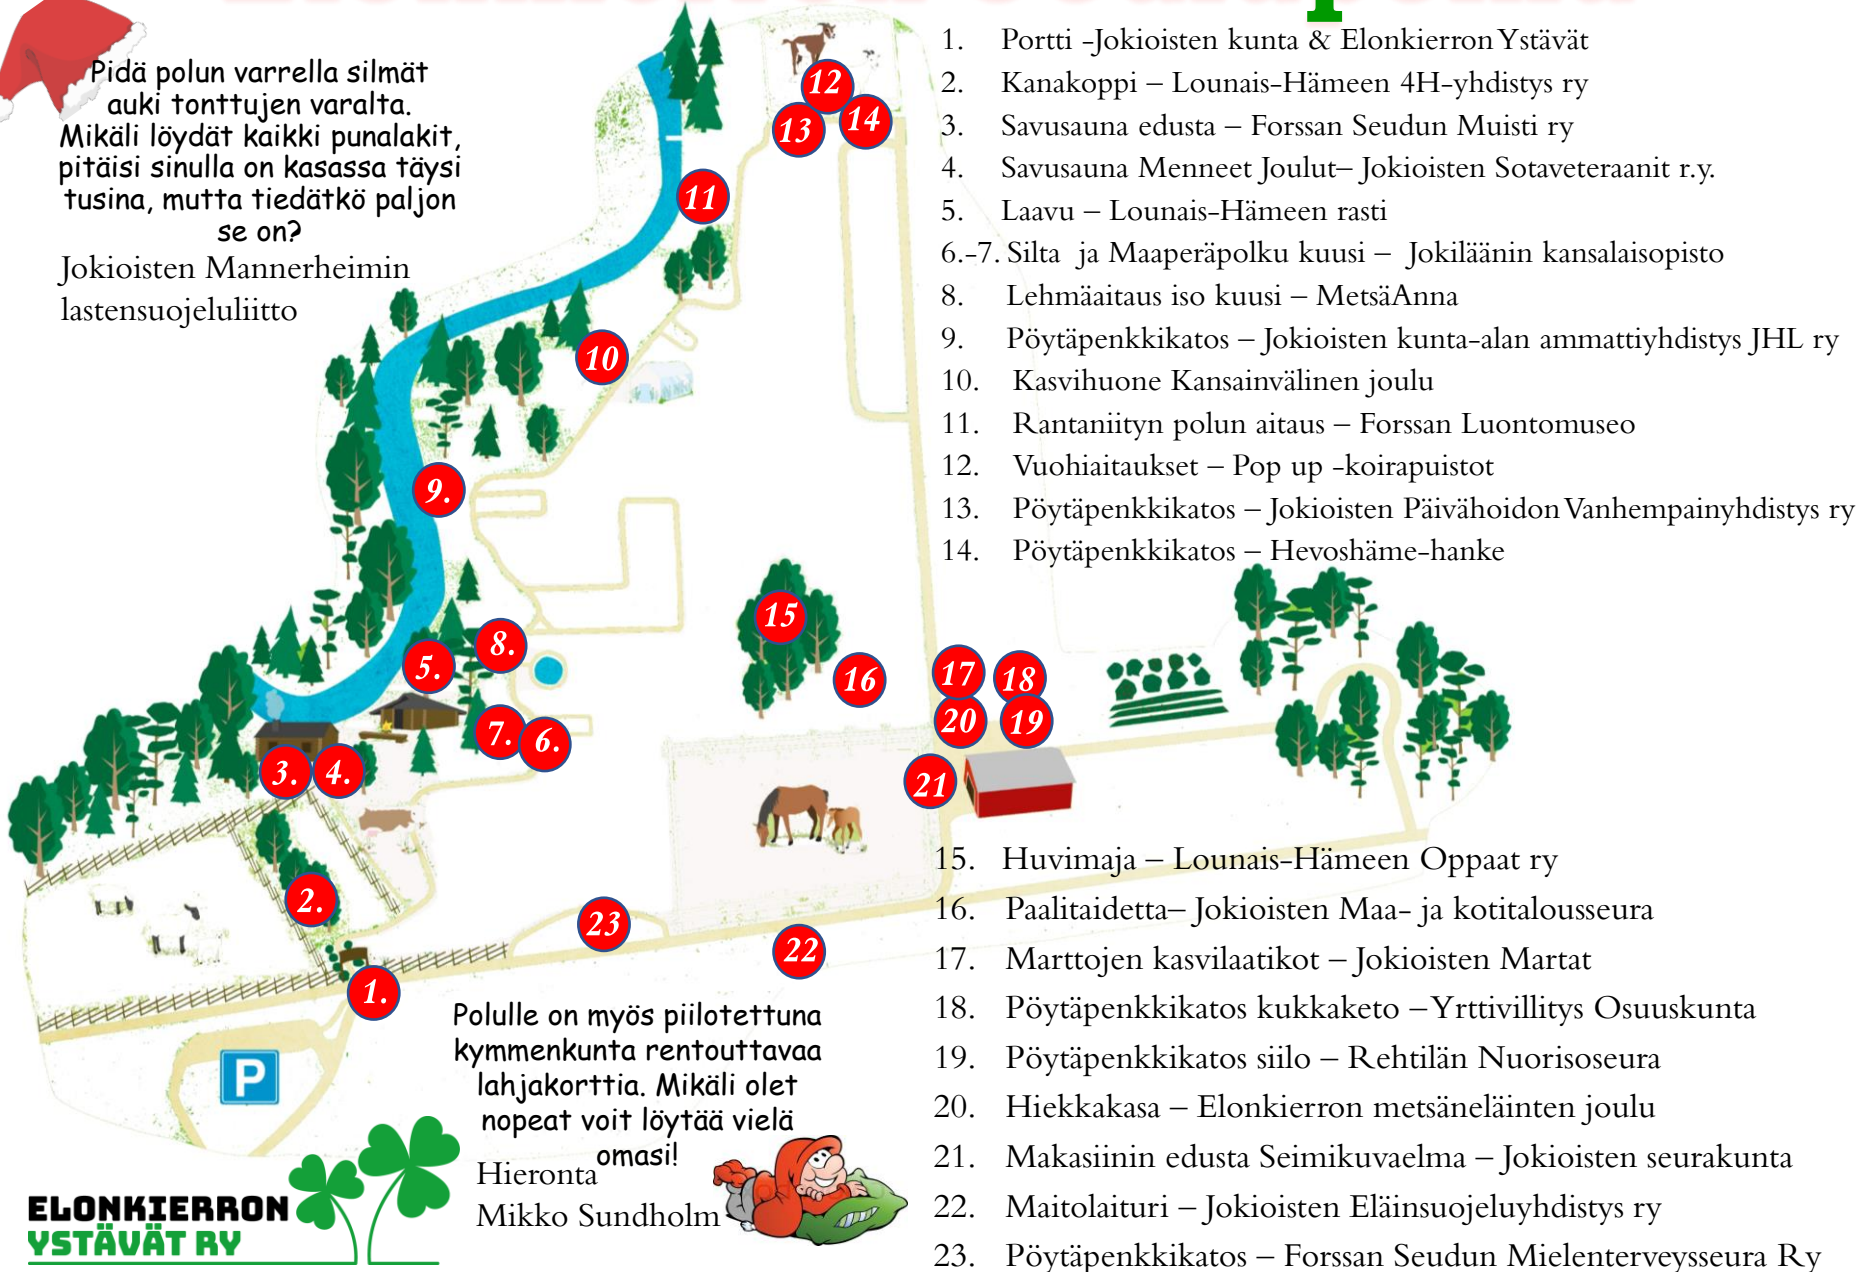 Pidä polun varrella silmät
auki tonttujen varalta.
Mikäli löydät kaikki punalakit,
pitäisi sinulla on kasassa täysi
tusina, mutta tiedätkö paljon
se on?
Jokioisten Mannerheimin
lastensuojeluliitto
1. Portti -Jokioisten kunta & Elonkierron Ystävät
2. Kanakoppi – Lounais-Hämeen 4H-yhdistys ry
3. Savusauna edusta – Forssan Seudun Muisti ry
4. Savusauna Menneet Joulut– Jokioisten Sotaveteraanit r.y.
5. Laavu – Lounais-Hämeen rasti
6.-7. Silta ja Maaperäpolku kuusi – Jokiläänin kansalaisopisto
8. Lehmäaitaus iso kuusi – MetsäAnna
9. Pöytäpenkkikatos – Jokioisten kunta-alan ammattiyhdistys JHL ry
10. Kasvihuone Kansainvälinen joulu
11. Rantaniityn polun aitaus – Forssan Luontomuseo
12. Vuohiaitaukset – Pop up -koirapuistot
13. Pöytäpenkkikatos – Jokioisten Päivähoidon Vanhempainyhdistys ry
14. Pöytäpenkkikatos – Hevoshäme-hanke
12
13
14
11
10
9.
15
8.
5.
16
17
18
7.
6.
20
19
3.
4.
21
2.
23
22
1.
P
15. Huvimaja – Lounais-Hämeen Oppaat ry
16. Paalitaidetta– Jokioisten Maa- ja kotitalousseura
17. Marttojen kasvilaatikot – Jokioisten Martat
18. Pöytäpenkkikatos kukkaketo – Yrttivillitys Osuuskunta
19. Pöytäpenkkikatos siilo – Rehtilän Nuorisoseura
20. Hiekkakasa – Elonkierron metsäneläinten joulu
21. Makasiinin edusta Seimikuvaelma – Jokioisten seurakunta
22. Maitolaituri – Jokioisten Eläinsuojeluyhdistys ry
23. Pöytäpenkkikatos – Forssan Seudun Mielenterveysseura Ry
Polulle on myös piilotettuna
kymmenkunta rentouttavaa
lahjakorttia. Mikäli olet
nopeat voit löytää vielä
omasi!
Hieronta
Mikko Sundholm
ELONKIERRON
YSTÄVÄT RY